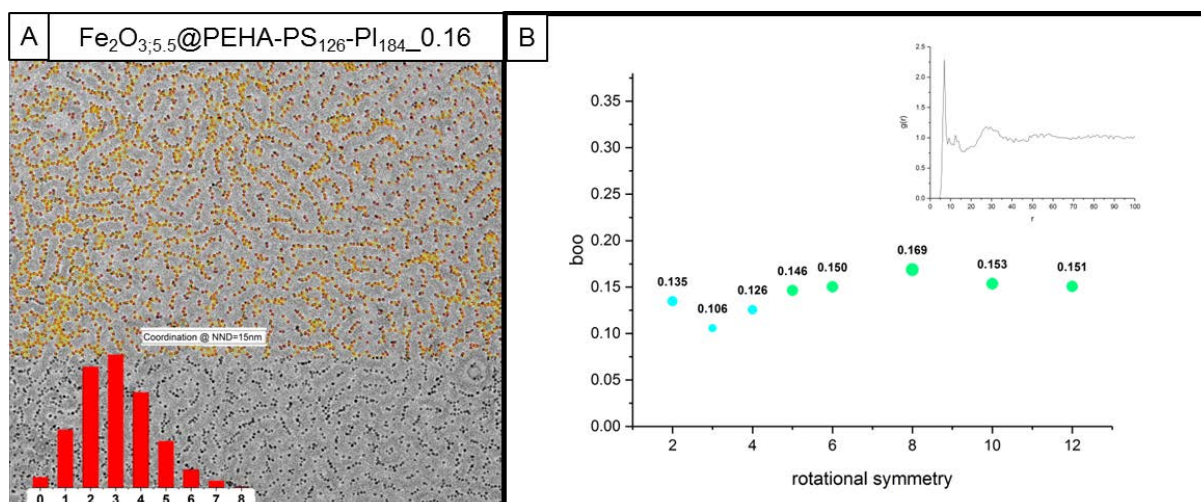 A
Fe₂O₃;₅.₅@PEHA-PS₁₂₆-PI₁₈₄_0.16
Coordination @ NND=15nm
0 1 2 3 4 5 6 7 8
B
boo
0.35
0.30
0.25
0.20
0.15
0.10
0.05
0.00
0.135
0.106
0.126
0.146
0.150
0.169
0.153
0.151
2 4 6 8 10 12
rotational symmetry
g(r)
2.5
2.0
1.5
1.0
0.5
0.0
0 10 20 30 40 50 60 70 80 90 100
r